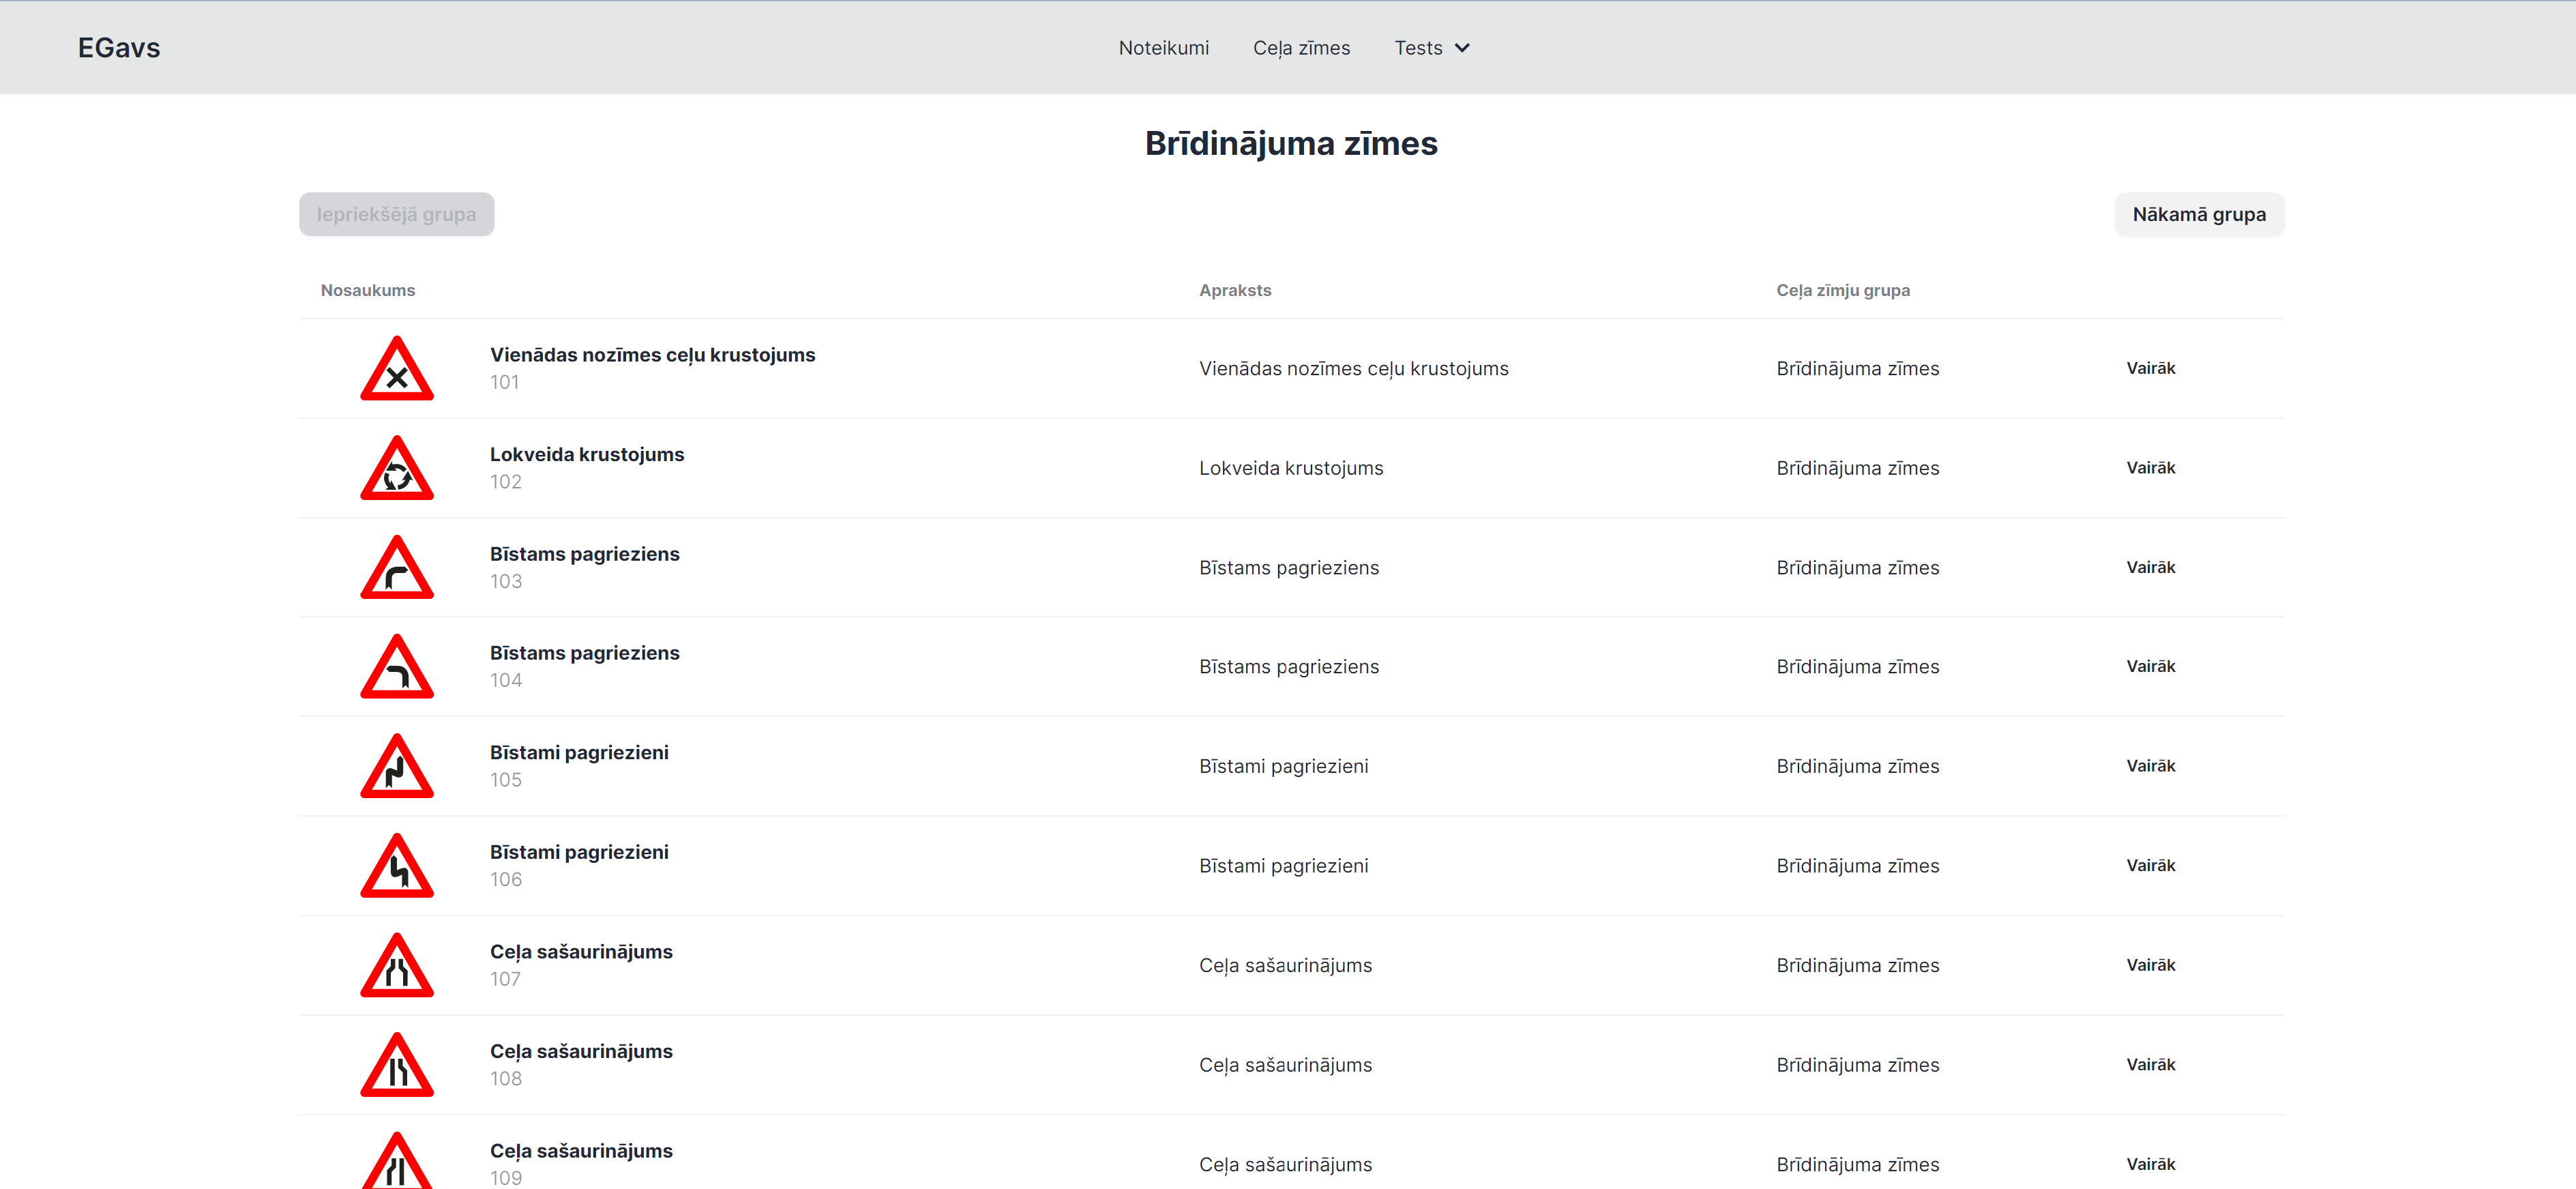 EGavs
Noteikumi
Ceļa zīmes
Tests
Brīdinājuma zīmes
Iepriekšējā grupa
Nākamā grupa
Nosaukums
Apraksts
Ceļa zīmju grupa
Vienādas nozīmes ceļu krustojums
101
Vienādas nozīmes ceļu krustojums
Brīdinājuma zīmes
Vairāk
Lokveida krustojums
102
Lokveida krustojums
Brīdinājuma zīmes
Vairāk
Bīstams pagrieziens
103
Bīstams pagrieziens
Brīdinājuma zīmes
Vairāk
Bīstams pagrieziens
104
Bīstams pagrieziens
Brīdinājuma zīmes
Vairāk
Bīstami pagriezieni
105
Bīstami pagriezieni
Brīdinājuma zīmes
Vairāk
Bīstami pagriezieni
106
Bīstami pagriezieni
Brīdinājuma zīmes
Vairāk
Ceļa sašaurinājums
107
Ceļa sašaurinājums
Brīdinājuma zīmes
Vairāk
Ceļa sašaurinājums
108
Ceļa sašaurinājums
Brīdinājuma zīmes
Vairāk
Ceļa sašaurinājums
109
Ceļa sašaurinājums
Brīdinājuma zīmes
Vairāk